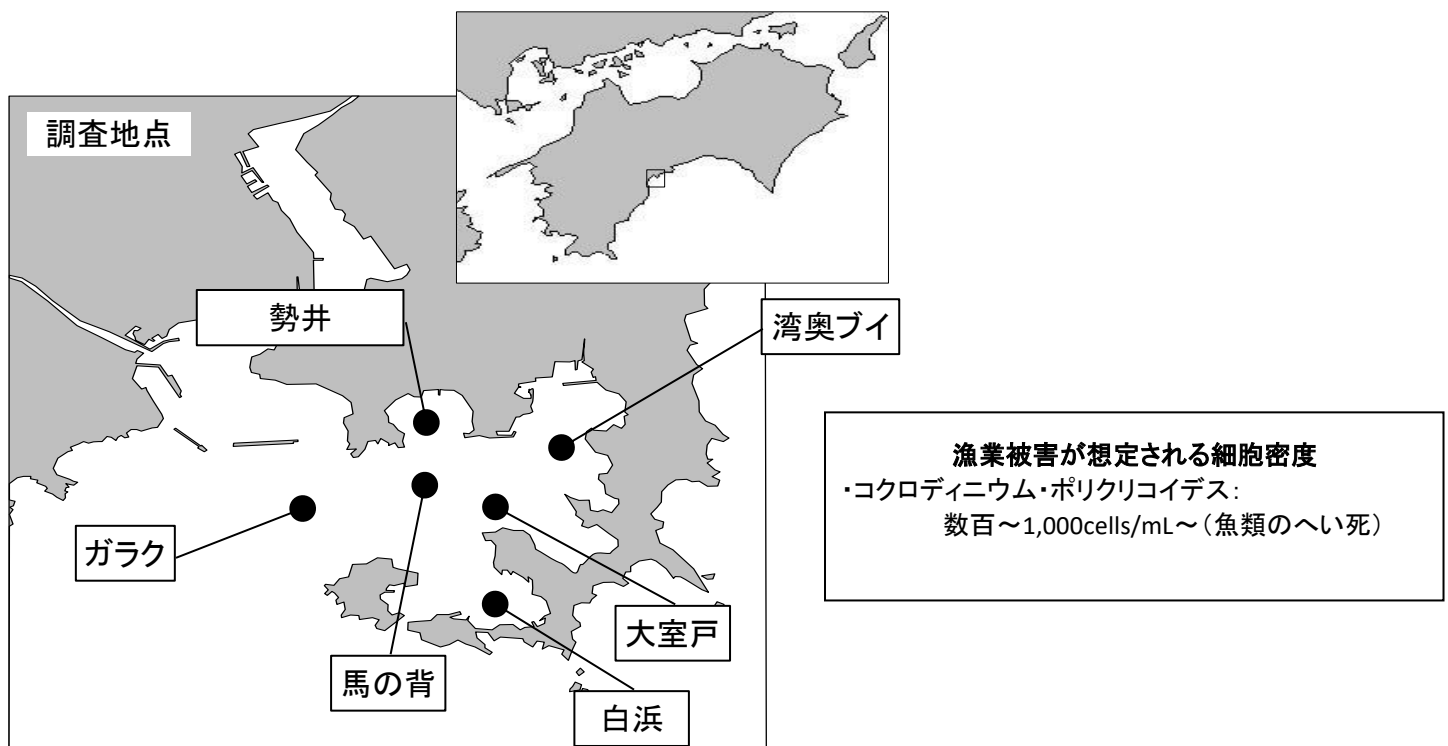 調査地点
勢井
湾奥ブイ
ガラク
馬の背
大室戸
白浜
漁業被害が想定される細胞密度
・コクロディニウム・ポリクリコイデス：
数百～1,000cells/mL～（魚類のへい死）